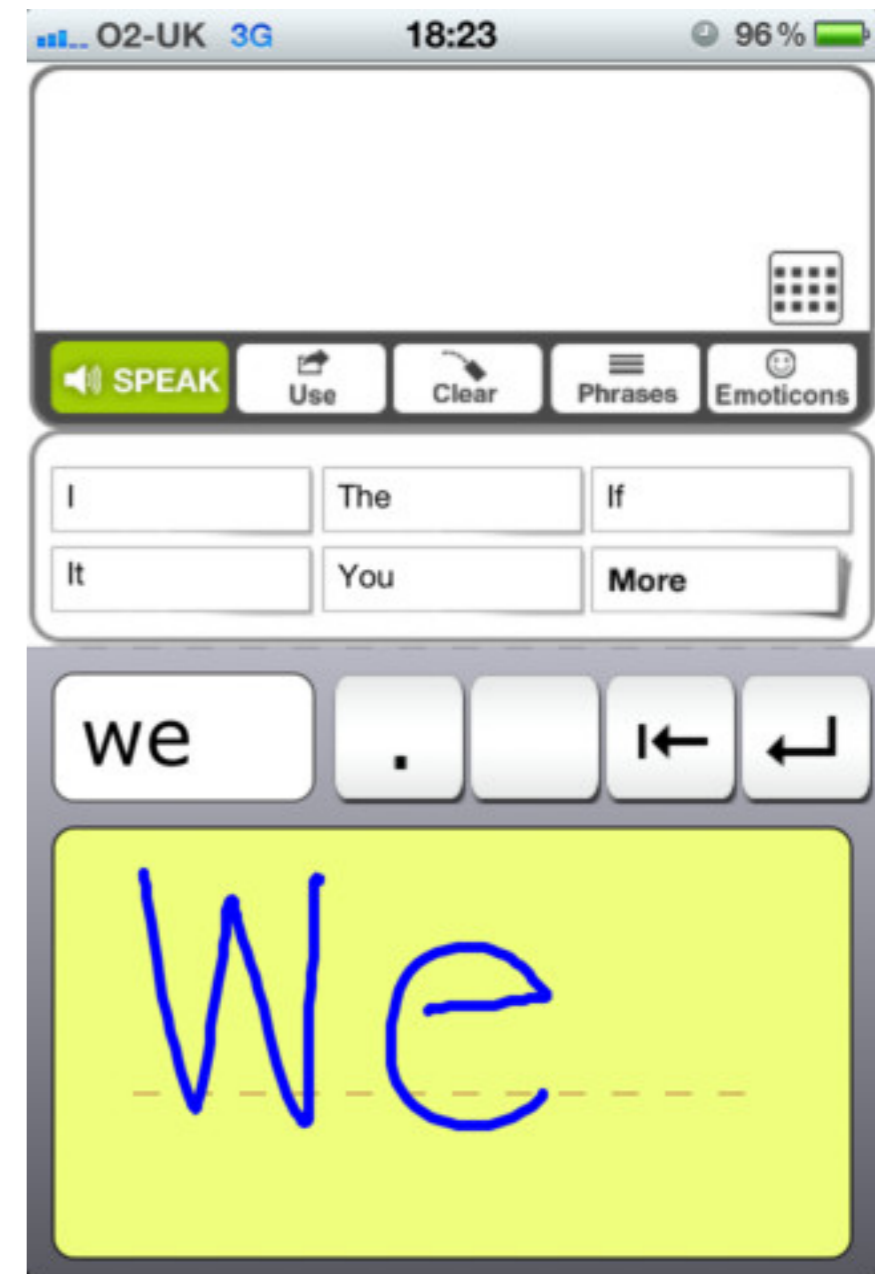 O2-UK 3G 18:23 96%
SPEAK Use Clear Phrases Emoticons
I The If
It You More
we .
We